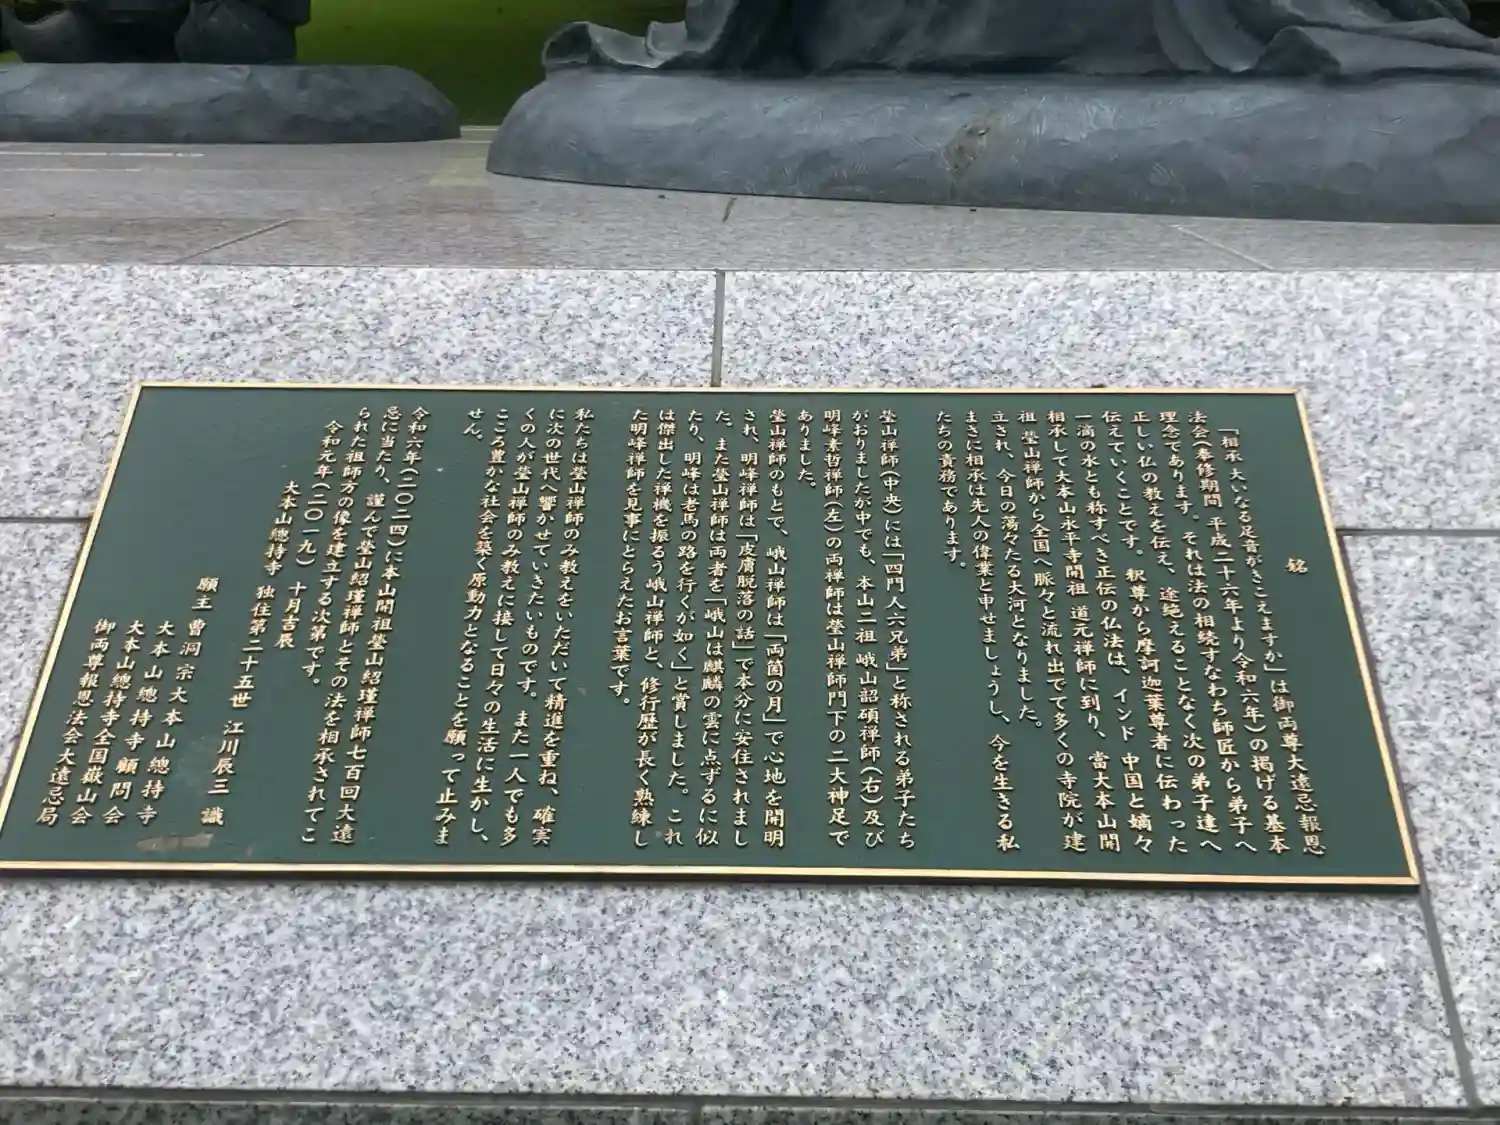 銘
「相承 大いなる足音がきこえますか」は御両尊大遠忌報恩
法会(奉修期間 平成二十六年より令和六年)の掲げる基本
理念であります。それは法の相続すなわち師匠から弟子へ
正しい仏の教えを伝え、途絶えることなく次の弟子達へ
伝えていくことです。釈尊から摩訶迦葉尊者に伝わった
一滴の水とも称すべき正伝の仏法は、インド 中国と嫡々
相承して大本山永平寺開祖 道元禅師に到り、當大本山開
祖 瑩山禅師から全国へ脈々と流れ出でて多くの寺院が建
立され、今日の蕩々たる大河となりました。
まさに相承は先人の偉業と申せましょうし、今を生きる私
たちの責務であります。
瑩山禅師(中央)には「四門人六兄弟」と称される弟子たち
がおりましたが中でも、本山二祖 峨山韶碩禅師(右)及び
明峰素哲禅師(左)の両禅師は瑩山禅師門下の二大神足で
ありました。
瑩山禅師のもとで、峨山禅師は「両箇の月」で心地を開明
され、明峰禅師は「皮膚脱落の話」で本分に安住されまし
た。また瑩山禅師は両者を「峨山は麒麟の雲に点ずるに似
たり、明峰は老馬の路を行くが如く」と賞しました。これ
は傑出した禅機を振るう峨山禅師と、修行歴が長く熟練し
た明峰禅師を見事にとらえたお言葉です。
私たちは瑩山禅師のみ教えをいただいて精進を重ね、確実
に次の世代へ響かせていきたいものです。また一人でも多
くの人が瑩山禅師のみ教えに接して日々の生活に生かし、
こころ豊かな社会を築く原動力となることを願って止みま
せん。
令和六年(二〇二四)に本山開祖瑩山紹瑾禅師七百回大遠
忌に当たり、謹んで瑩山紹瑾禅師とその法を相承されてこ
られた祖師方の像を建立する次第です。
令和元年(二〇一九) 十月吉辰
大本山總持寺 独住第二十五世 江川辰三 識
願主 曹洞宗大本山總持寺
大本山總持寺顧問会
大本山總持寺全国嶽山会
御両尊報恩法会大遠忌局